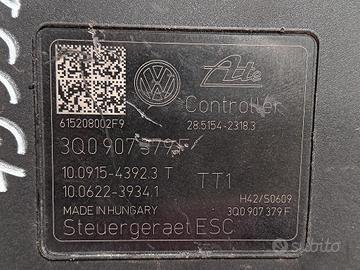 Ate
Controller
615208002F9
28.5154-2318.3
3Q0 907 379 F
10.0915-4392.3 T
10.0622-3934.1
TT1
H42/S0609
MADE IN HUNGARY
3Q0 907 379 F
Steuergeraet ESC
subito